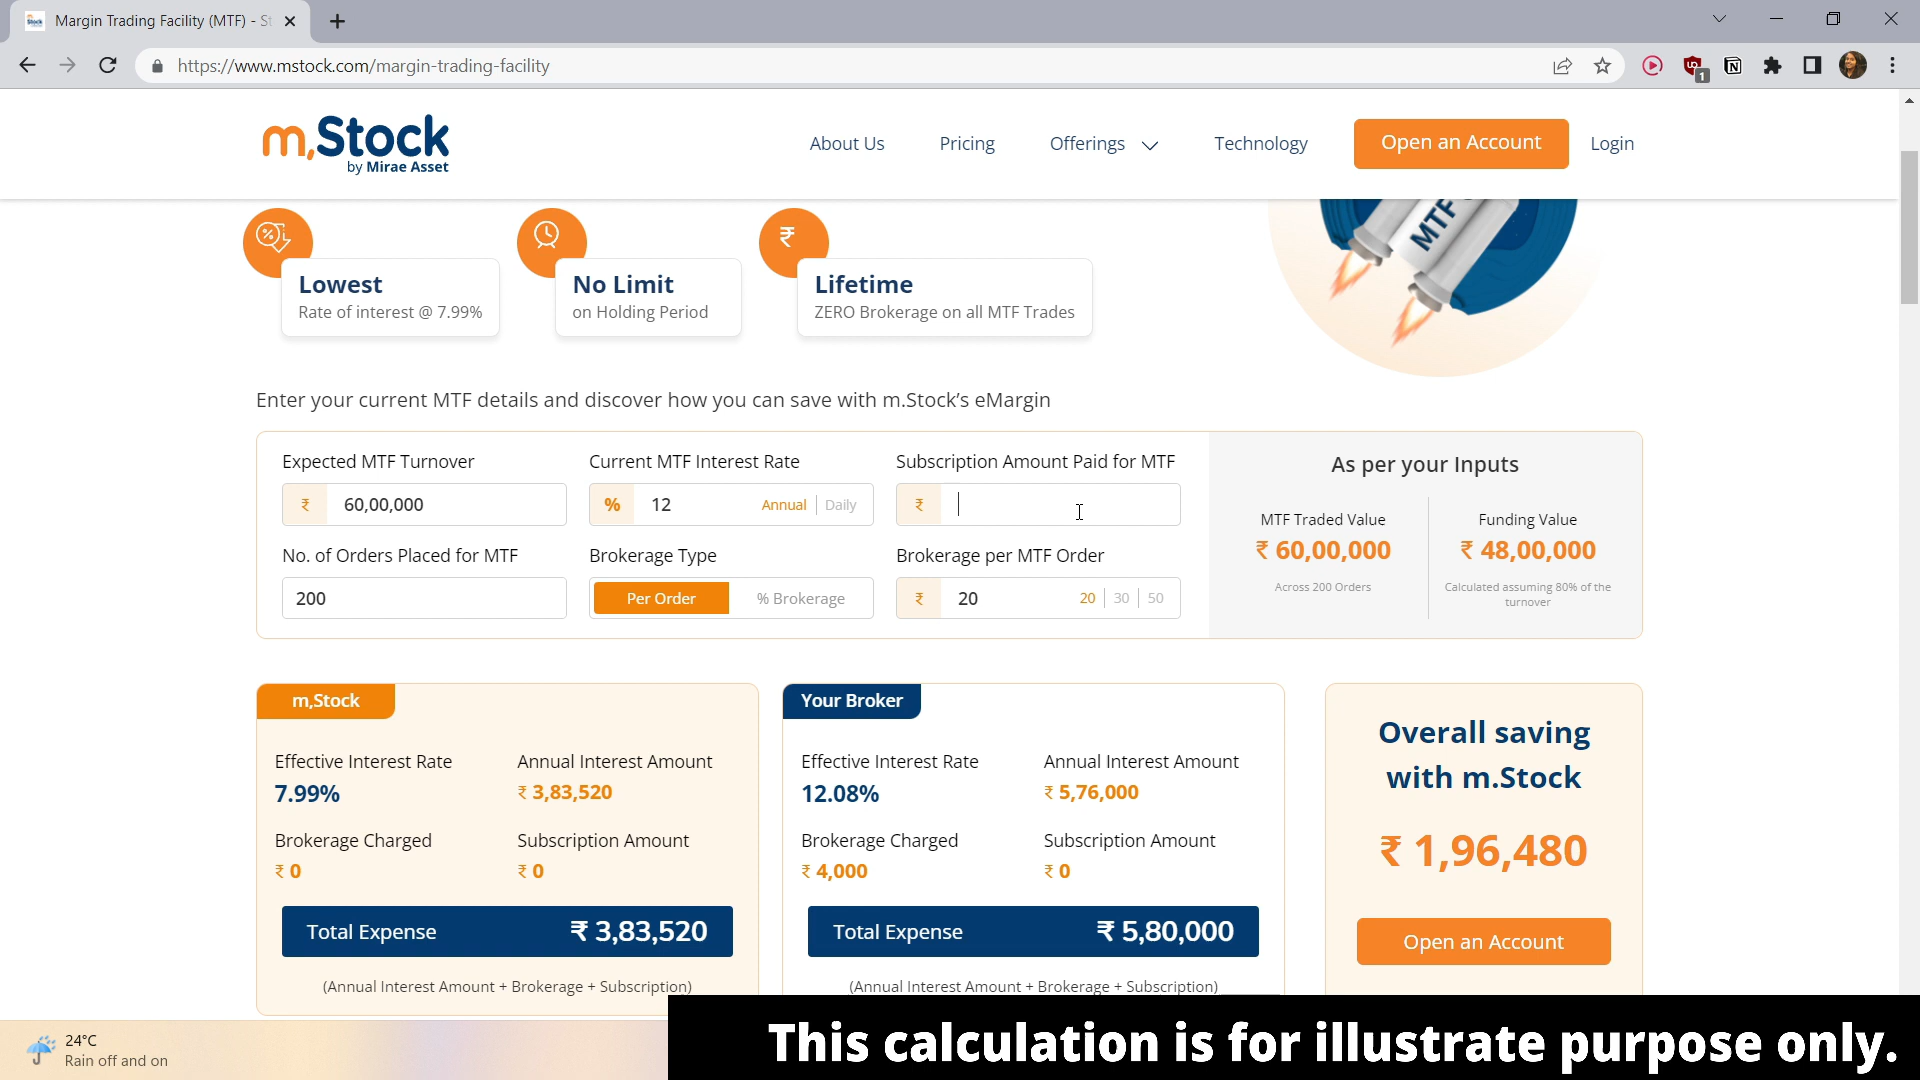 Margin Trading Facility (MTF) - St
https://www.mstock.com/margin-trading-facility
1
m.Stock
by Mirae Asset
About Us
Pricing
Offerings
Technology
Open an Account
Login
MTF
Lowest
Rate of interest @ 7.99%
No Limit
on Holding Period
₹
Lifetime
ZERO Brokerage on all MTF Trades
Enter your current MTF details and discover how you can save with m.Stock’s eMargin
Expected MTF Turnover
₹ 60,00,000
Current MTF Interest Rate
% 12 Annual Daily
Subscription Amount Paid for MTF
₹
No. of Orders Placed for MTF
200
Brokerage Type
Per Order % Brokerage
Brokerage per MTF Order
₹ 20 20 30 50
As per your Inputs
MTF Traded Value
₹ 60,00,000
Across 200 Orders
Funding Value
₹ 48,00,000
Calculated assuming 80% of the
turnover
m,Stock
Effective Interest Rate
7.99%
Annual Interest Amount
₹ 3,83,520
Brokerage Charged
₹ 0
Subscription Amount
₹ 0
Total Expense ₹ 3,83,520
(Annual Interest Amount + Brokerage + Subscription)
Your Broker
Effective Interest Rate
12.08%
Annual Interest Amount
₹ 5,76,000
Brokerage Charged
₹ 4,000
Subscription Amount
₹ 0
Total Expense ₹ 5,80,000
(Annual Interest Amount + Brokerage + Subscription)
Overall saving
with m.Stock
₹ 1,96,480
Open an Account
24°C
Rain off and on
This calculation is for illustrate purpose only.